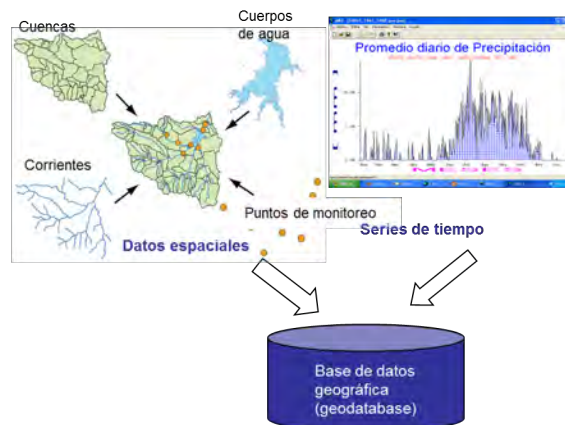 Cuencas
Cuerpos
de agua
Promedio diario de Precipitación
Corrientes
Puntos de monitoreo
Datos espaciales
Series de tiempo
Base de datos
geográfica
(geodatabase)